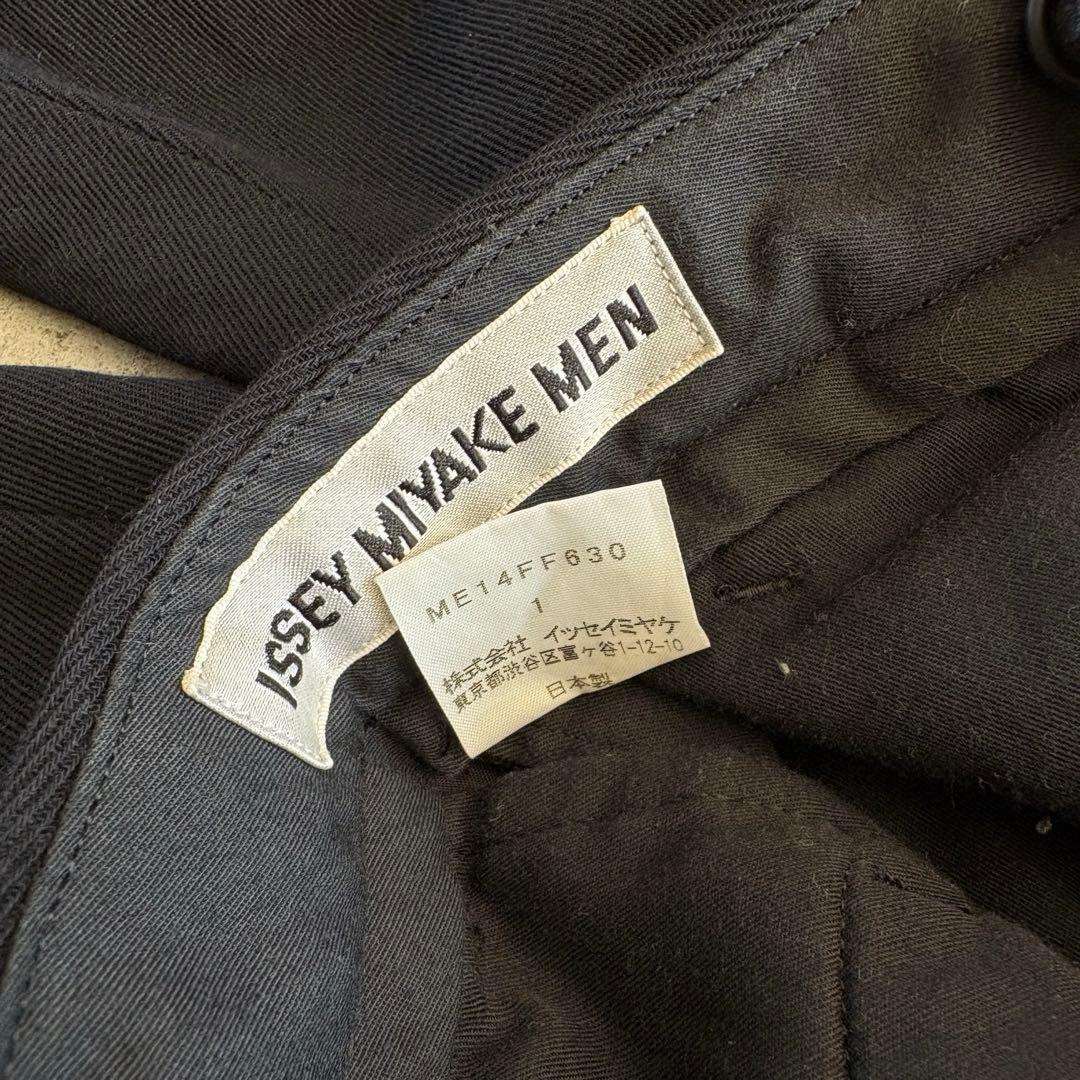 ISSEY MIYAKE MEN
ME14FF630
1
株式会社 イッセイミヤケ
東京都渋谷区富ヶ谷1-12-10
日本製